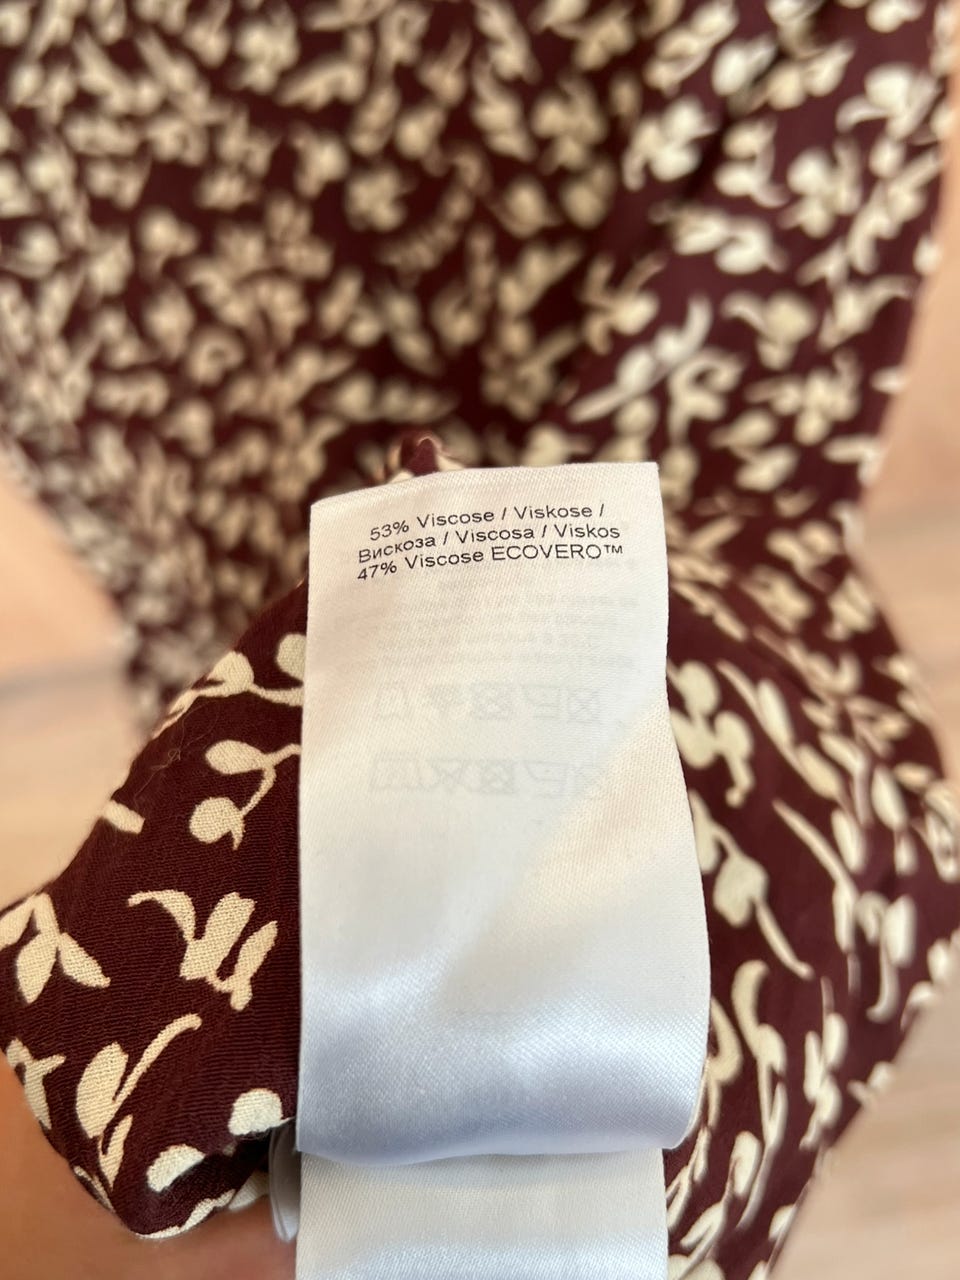 53% Viscose / Viskose /
Вискоза / Viscosa / Viskos
47% Viscose ECOVERO™